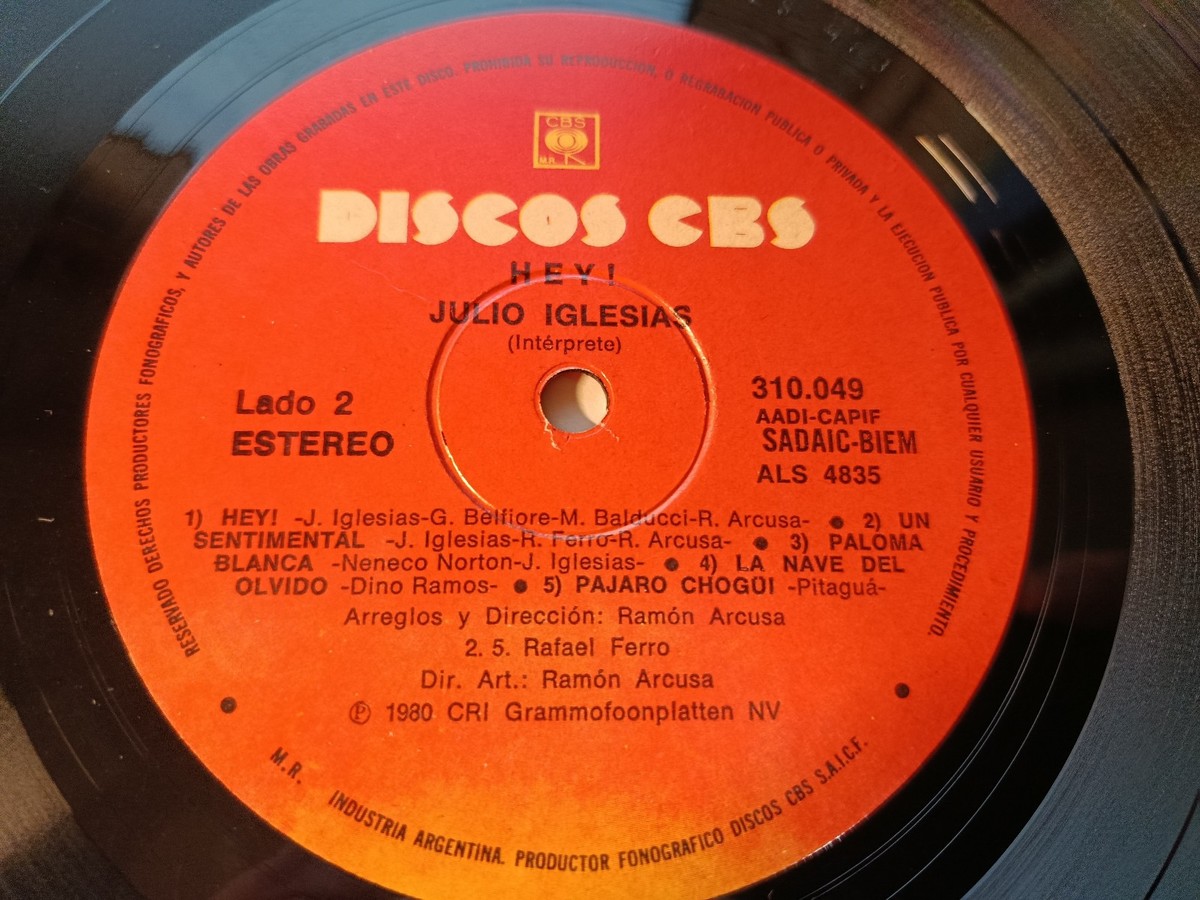 RESERVADO DERECHOS PRODUCTORES FONOGRAFICOS, Y AUTORES DE LAS OBRAS GRABADAS EN ESTE DISCO. PROHIBIDA SU REPRODUCCION, O REGRABACION PUBLICA O PRIVADA Y LA EJECUCION PUBLICA POR CUALQUIER USUARIO Y PROCEDIMIENTO.
CBS
M.R.
DISCOS CBS
HEY!
JULIO IGLESIAS
(Intérprete)
Lado 2
ESTEREO
310.049
AADI-CAPIF
SADAIC-BIEM
ALS 4835
1) HEY! -J. Iglesias-G. Belfiore-M. Balducci-R. Arcusa- ● 2) UN
SENTIMENTAL -J. Iglesias-R. Ferro-R. Arcusa- ● 3) PALOMA
BLANCA -Neneco Norton-J. Iglesias- ● 4) LA NAVE DEL
OLVIDO -Dino Ramos- ● 5) PAJARO CHOGÜI -Pitaguá-
Arreglos y Dirección: Ramón Arcusa
2. 5. Rafael Ferro
Dir. Art.: Ramón Arcusa
℗ 1980 CRI Grammofoonplatten NV
M.R. INDUSTRIA ARGENTINA. PRODUCTOR FONOGRAFICO DISCOS CBS S.A.I.C.F.